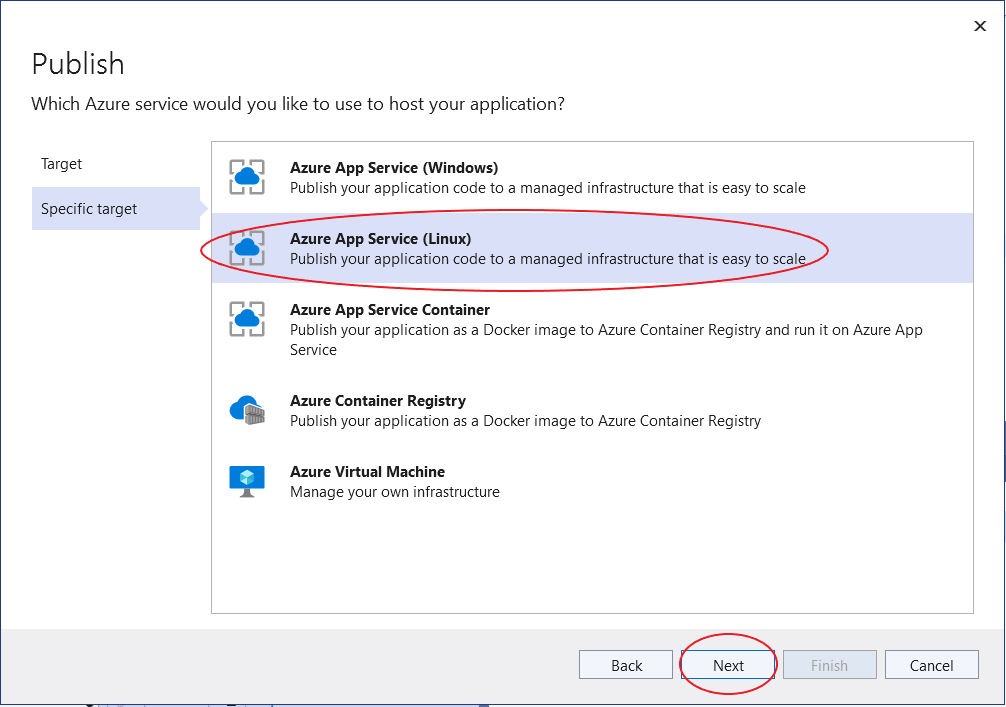 Publish
Which Azure service would you like to use to host your application?
Target
Specific target
Azure App Service (Windows)
Publish your application code to a managed infrastructure that is easy to scale
Azure App Service (Linux)
Publish your application code to a managed infrastructure that is easy to scale
Azure App Service Container
Publish your application as a Docker image to Azure Container Registry and run it on Azure App
Service
Azure Container Registry
Publish your application as a Docker image to Azure Container Registry
Azure Virtual Machine
Manage your own infrastructure
Back
Next
Finish
Cancel